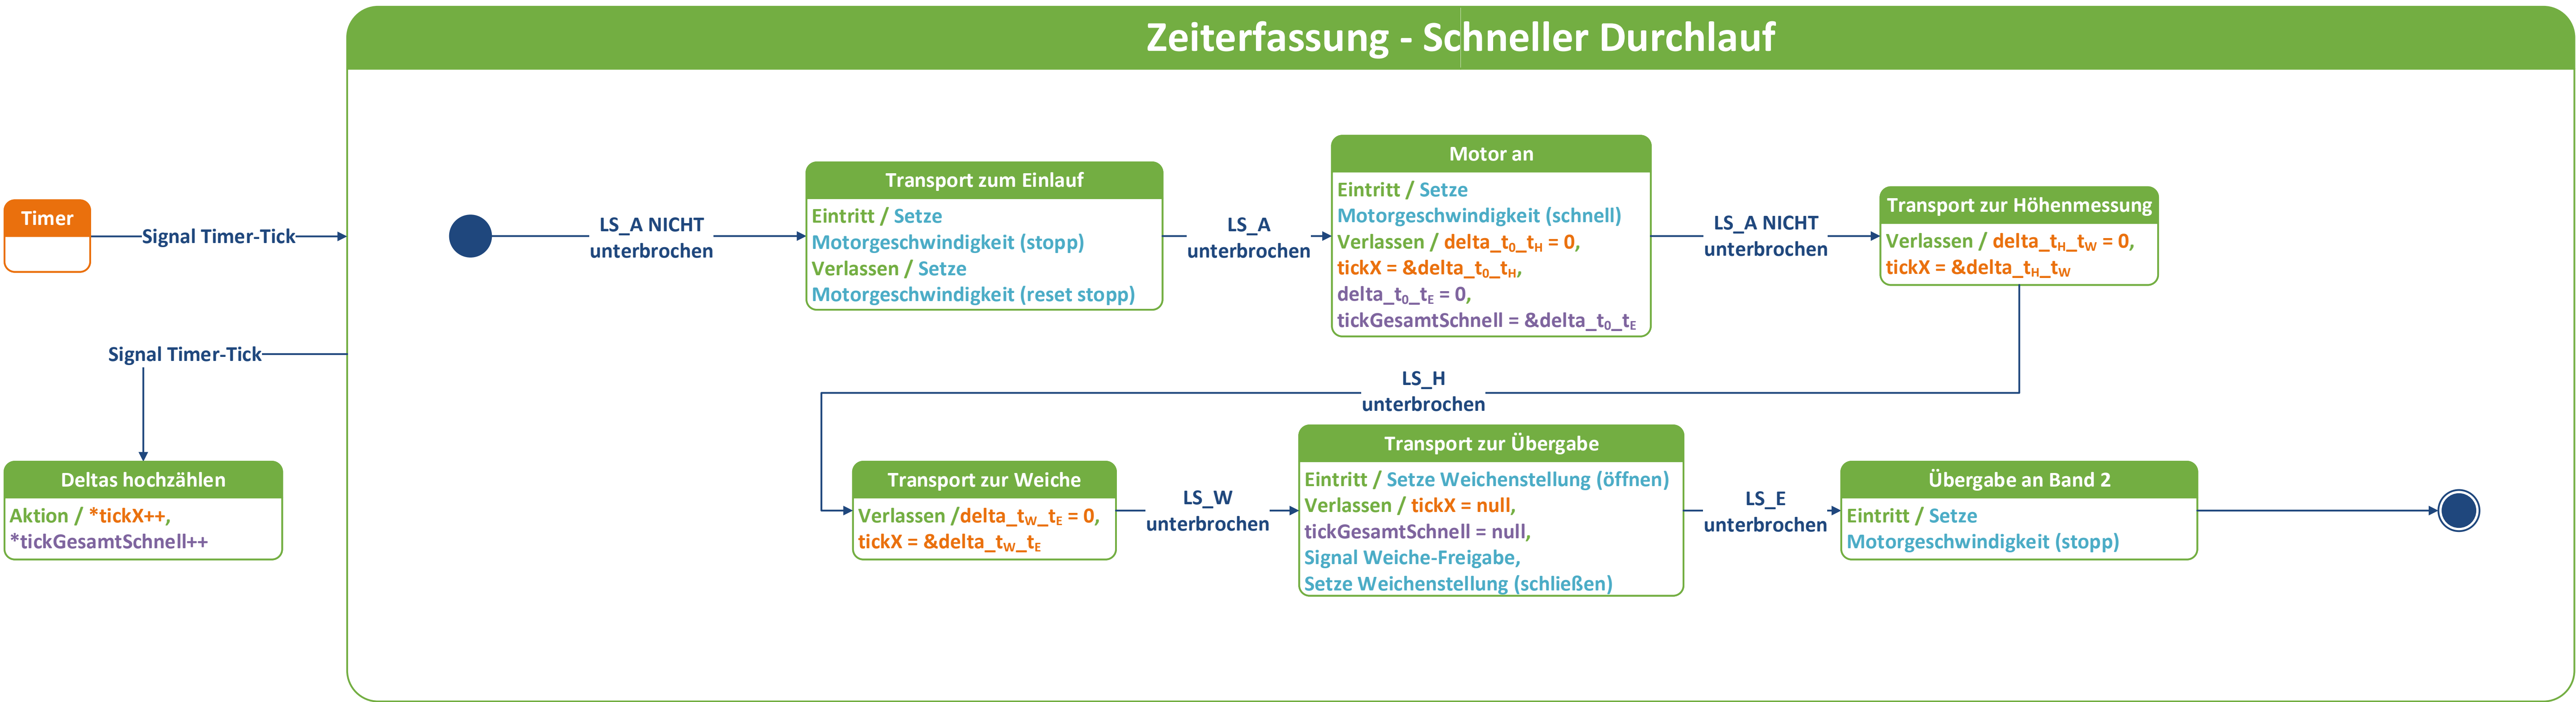 Zeiterfassung - Schneller Durchlauf
Timer
Signal Timer-Tick
LS_A NICHT
unterbrochen
Transport zum Einlauf
Eintritt / Setze
Motorgeschwindigkeit (stopp)
Verlassen / Setze
Motorgeschwindigkeit (reset stopp)
LS_A
unterbrochen
Motor an
Eintritt / Setze
Motorgeschwindigkeit (schnell)
Verlassen / delta_t₀_tH = 0,
tickX = &delta_t₀_tH,
delta_t₀_tE = 0,
tickGesamtSchnell = &delta_t₀_tE
LS_A NICHT
unterbrochen
Transport zur Höhenmessung
Verlassen / delta_tH_tW = 0,
tickX = &delta_tH_tW
Signal Timer-Tick
LS_H
unterbrochen
Deltas hochzählen
Aktion / *tickX++,
*tickGesamtSchnell++
Transport zur Weiche
Verlassen /delta_tW_tE = 0,
tickX = &delta_tW_tE
LS_W
unterbrochen
Transport zur Übergabe
Eintritt / Setze Weichenstellung (öffnen)
Verlassen / tickX = null,
tickGesamtSchnell = null,
Signal Weiche-Freigabe,
Setze Weichenstellung (schließen)
LS_E
unterbrochen
Übergabe an Band 2
Eintritt / Setze
Motorgeschwindigkeit (stopp)